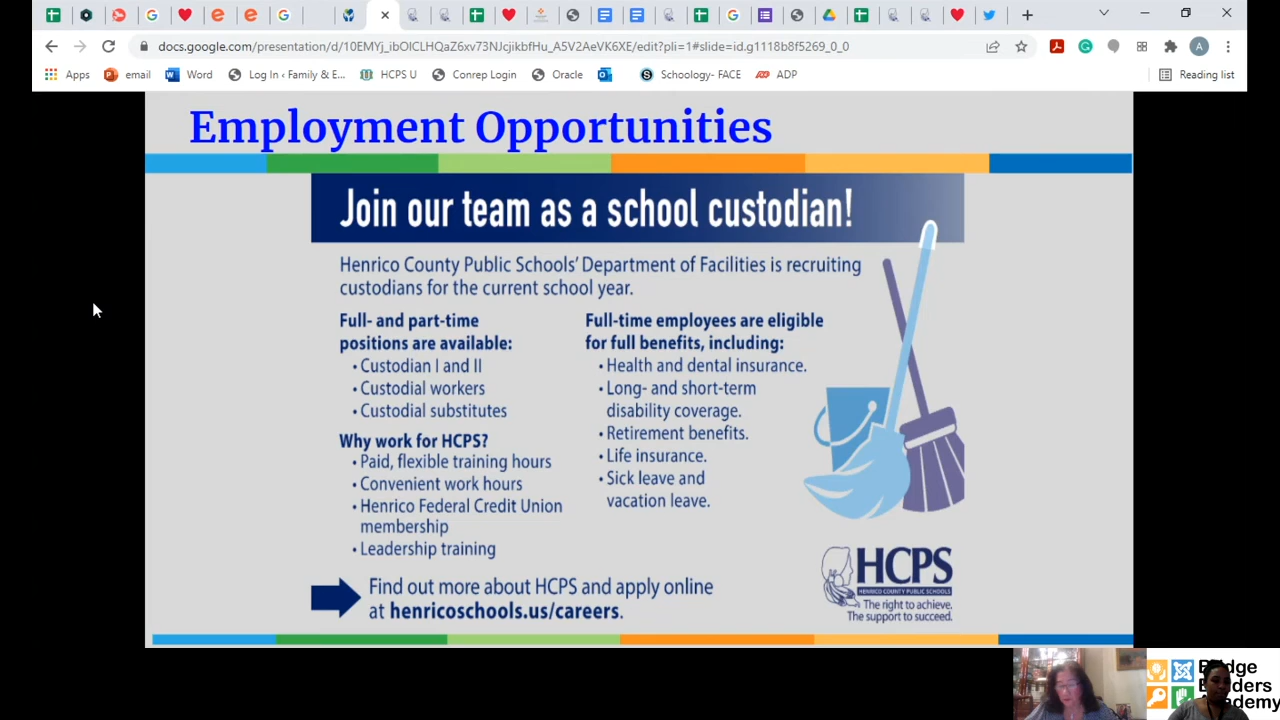 docs.google.com/presentation/d/10EMYj_ibOICLHQaZ6xv73NJcjikbfHu_A5V2AeVK6XE/edit?pli=1#slide=id.g1118b8f5269_0_0
A
Apps email Word Log In ‹ Family & E... HCPS U Conrep Login Oracle Schoology- FACE ADP Reading list
Employment Opportunities
Join our team as a school custodian!
Henrico County Public Schools' Department of Facilities is recruiting
custodians for the current school year.
Full- and part-time
positions are available:
• Custodian I and II
• Custodial workers
• Custodial substitutes
Why work for HCPS?
• Paid, flexible training hours
• Convenient work hours
• Henrico Federal Credit Union
membership
• Leadership training
Full-time employees are eligible
for full benefits, including:
• Health and dental insurance.
• Long- and short-term
disability coverage.
• Retirement benefits.
• Life insurance.
• Sick leave and
vacation leave.
Find out more about HCPS and apply online
at henricoschools.us/careers.
HCPS
HENRICO COUNTY PUBLIC SCHOOLS
The right to achieve.
The support to succeed.